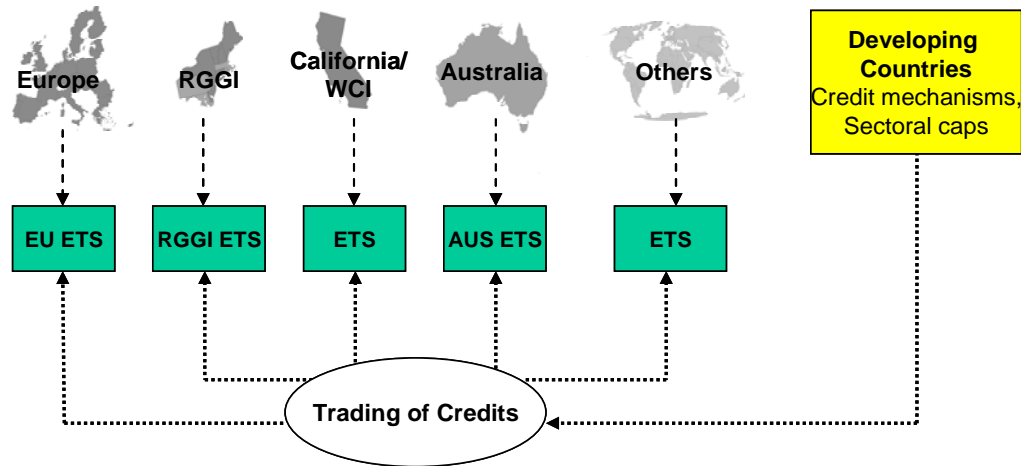 Europe
RGGI
California/
WCI
Australia
Others
Developing
Countries
Credit mechanisms,
Sectoral caps
EU ETS
RGGI ETS
ETS
AUS ETS
ETS
Trading of Credits